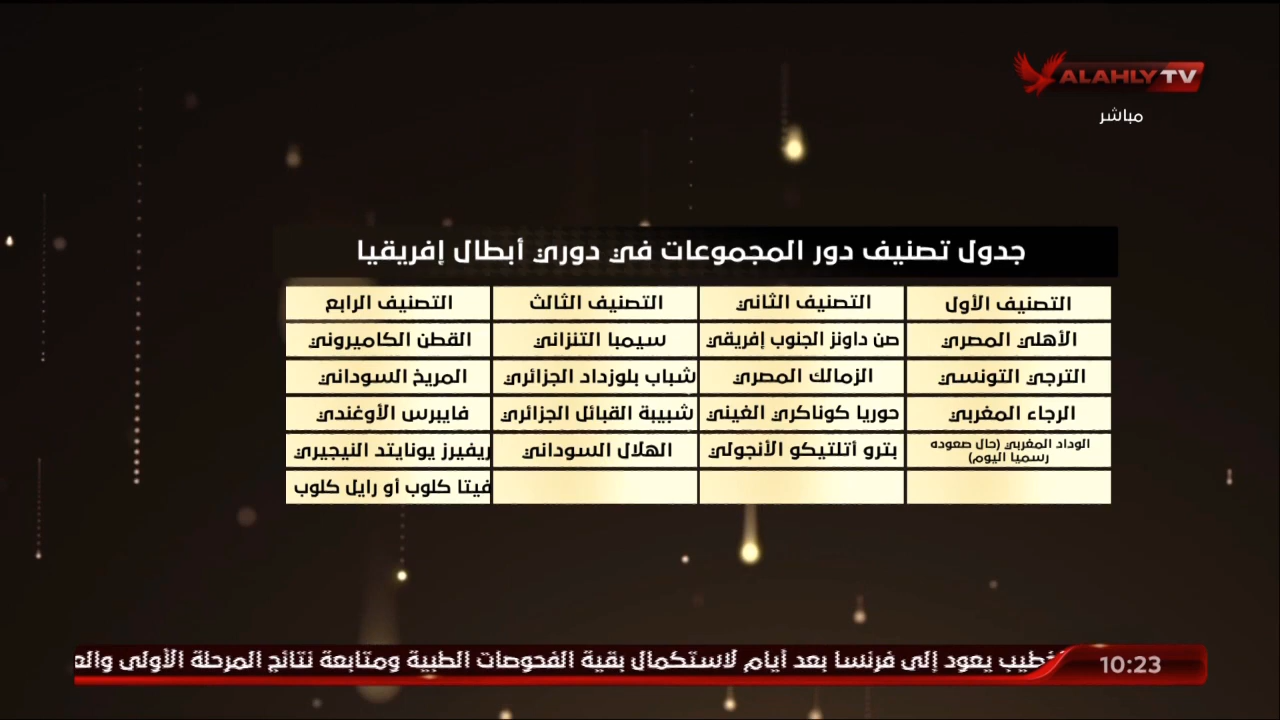 ALAHLY TV
مباشر
جدول تصنيف دور المجموعات في دوري أبطال إفريقيا
التصنيف الأول التصنيف الثاني التصنيف الثالث التصنيف الرابع
الأهلي المصري صن داونز الجنوب إفريقي سيمبا التنزاني القطن الكاميروني
الترجي التونسي الزمالك المصري شباب بلوزداد الجزائري المريخ السوداني
الرجاء المغربي حوريا كوناكري الغيني شبيبة القبائل الجزائري فايبرس الأوغندي
الوداد المغربي (حال صعوده
رسميا اليوم) بترو أتلتيكو الأنجولي الهلال السوداني ريفيرز يونايتد النيجيري
فيتا كلوب أو رايل كلوب
10:23
يعود إلى فرنسا بعد أيام لاستكمال بقية الفحوصات الطبية ومتابعة نتائج المرحلة الأولى